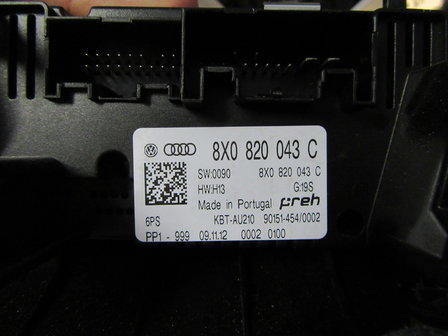 8X0 820 043 C
SW:0090 8X0 820 043 C
HW:H13 G:19S
Made in Portugal preh
6PS KBT-AU210 90151-454/0002
PP1 - 999 09.11.12 0002 0100